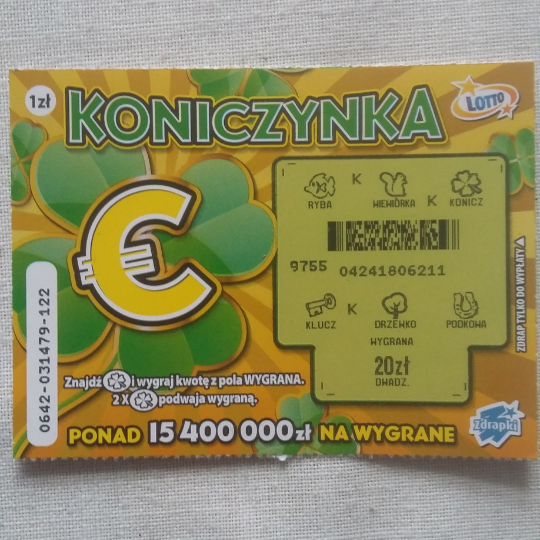 1zł
KONICZYNKA
LOTTO
K
RYBA
WIEWIÓRKA
K
KONICZ
9755
04241806211
KLUCZ
K
DRZEWKO
PODKOWA
WYGRANA
20zł
DWADZ.
ZDRAP TYLKO DO WYPŁATY
€
0642-031479-122
Znajdź i wygraj kwotę z pola WYGRANA.
2 X podwaja wygraną.
PONAD 15 400 000zł NA WYGRANE
Zdrapki